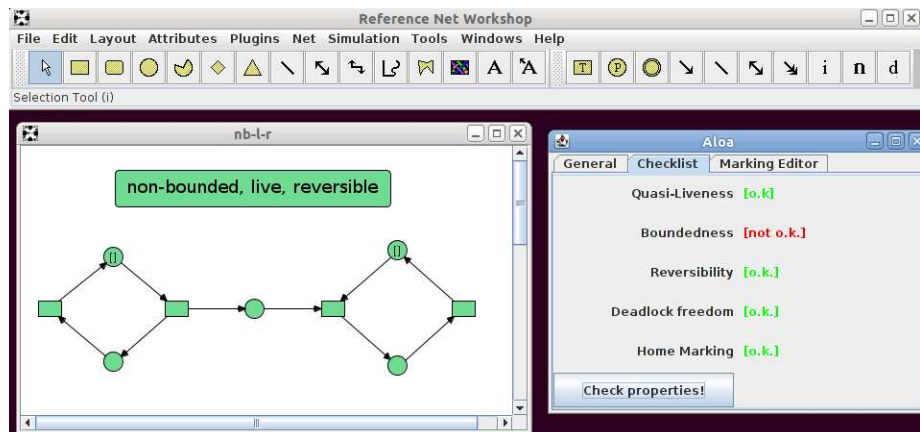 Reference Net Workshop
File Edit Layout Attributes Plugins Net Simulation Tools Windows Help
A A T P i n d
Selection Tool (i)
nb-l-r
non-bounded, live, reversible
[] []
Aloa
General Checklist Marking Editor
Quasi-Liveness [o.k]
Boundedness [not o.k.]
Reversibility [o.k.]
Deadlock freedom [o.k.]
Home Marking [o.k.]
Check properties!